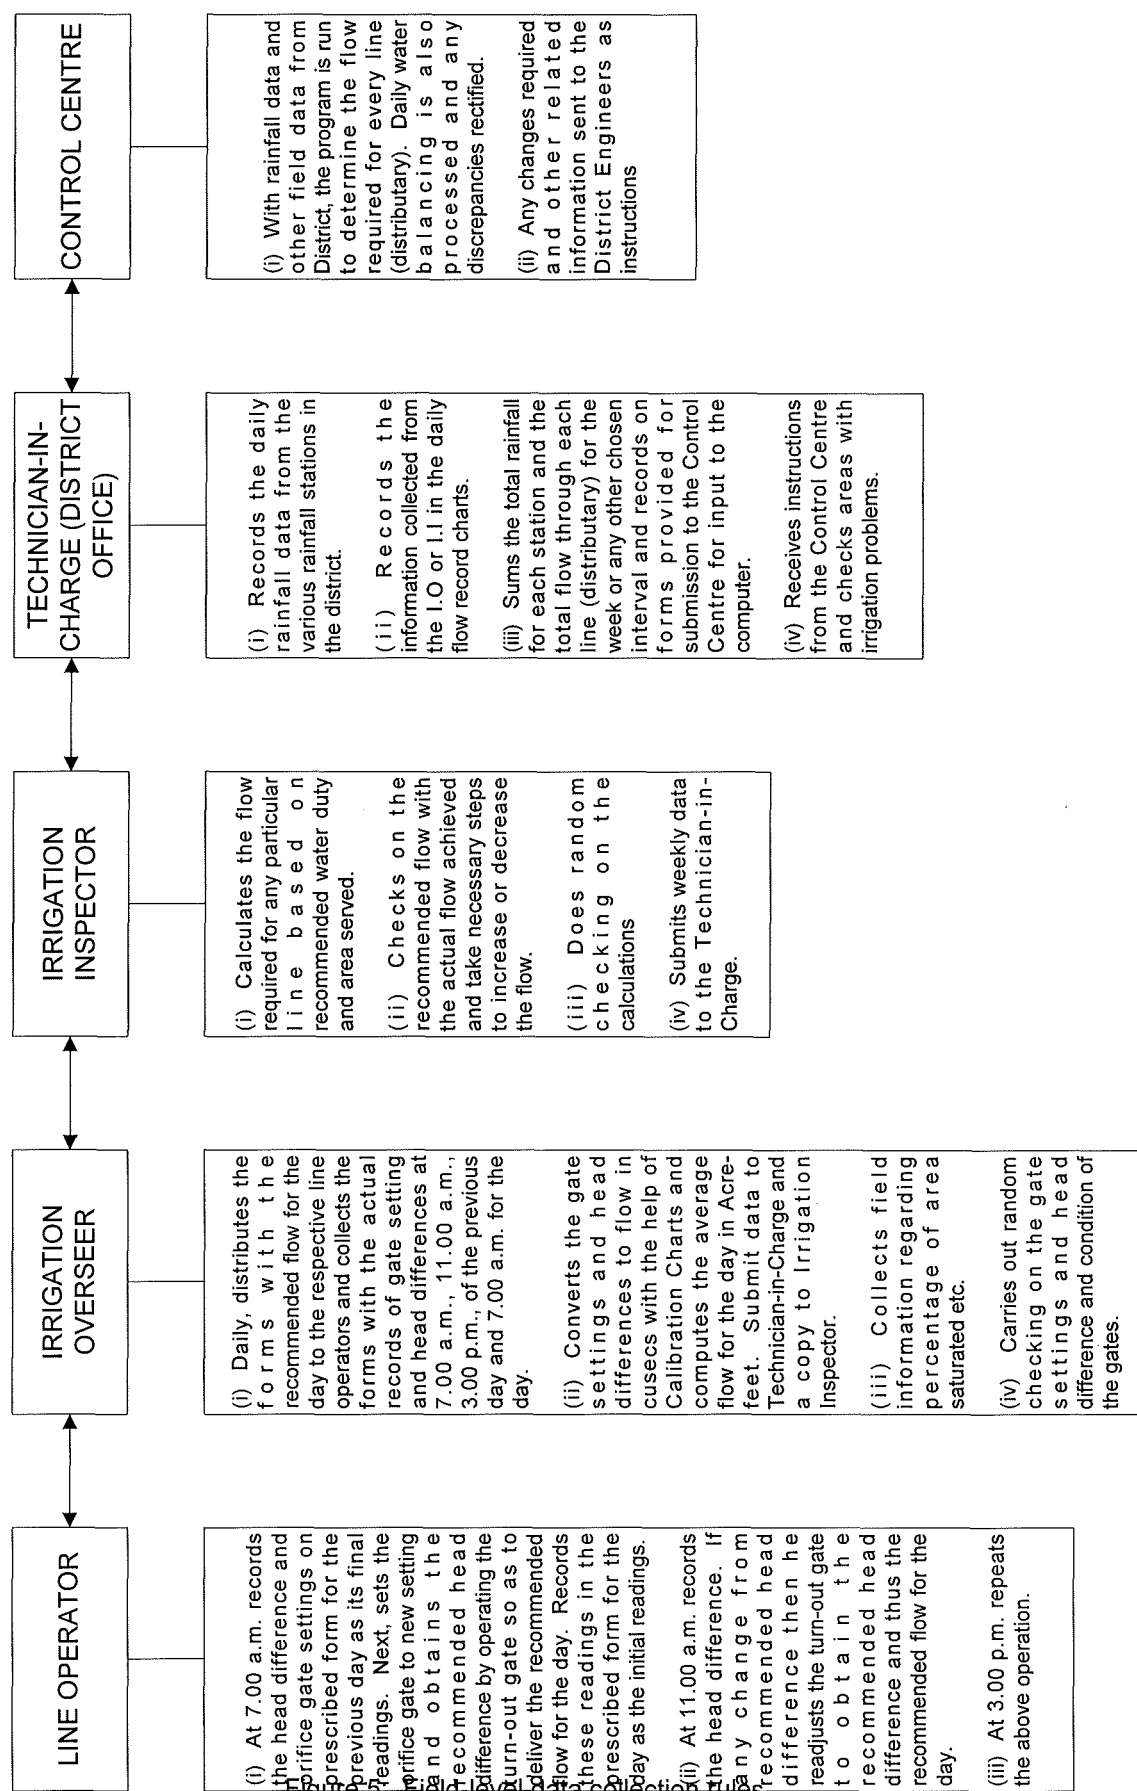 LINE OPERATOR
(i) At 7.00 a.m. records
the head difference and
orifice gate settings on
prescribed form for the
previous day as its final
readings. Next, sets the
orifice gate to new setting
and obtains the
recommended head
difference by operating the
turn-out gate so as to
deliver the recommended
flow for the day. Records
these readings in the
prescribed form for the
day as the initial readings.
(ii) At 11.00 a.m. records
the head difference. If
any change from
recommended head
difference then he
readjusts the turn-out gate
to obtain the
recommended head
difference and thus the
recommended flow for the
day.
(iii) At 3.00 p.m. repeats
the above operation.
IRRIGATION
OVERSEER
(i) Daily, distributes the
forms with the
recommended flow for the
day to the respective line
operators and collects the
forms with the actual
records of gate setting
and head differences at
7.00 a.m., 11.00 a.m.,
3.00 p.m., of the previous
day and 7.00 a.m. for the
day.
(ii) Converts the gate
settings and head
differences to flow in
cusecs with the help of
Calibration Charts and
computes the average
flow for the day in Acre-
feet. Submit data to
Technician-in-Charge and
a copy to Irrigation
Inspector.
(iii) Collects field
information regarding
percentage of area
saturated etc.
(iv) Carries out random
checking on the gate
settings and head
difference and condition of
the gates.
IRRIGATION
INSPECTOR
(i) Calculates the flow
required for any particular
line based on
recommended water duty
and area served.
(ii) Checks on the
recommended flow with
the actual flow achieved
and take necessary steps
to increase or decrease
the flow.
(iii) Does random
checking on the
calculations
(iv) Submits weekly data
to the Technician-in-
Charge.
TECHNICIAN-IN-
CHARGE (DISTRICT
OFFICE)
(i) Records the daily
rainfall data from the
various rainfall stations in
the district.
(ii) Records the
information collected from
the I.O or I.I in the daily
flow record charts.
(iii) Sums the total rainfall
for each station and the
total flow through each
line (distributary) for the
week or any other chosen
interval and records on
forms provided for
submission to the Control
Centre for input to the
computer.
(iv) Receives instructions
from the Control Centre
and checks areas with
irrigation problems.
CONTROL CENTRE
(i) With rainfall data and
other field data from
District, the program is run
to determine the flow
required for every line
(distributary). Daily water
balancing is also
processed and any
discrepancies rectified.
(ii) Any changes required
and other related
information sent to the
District Engineers as
instructions
Field level data collection